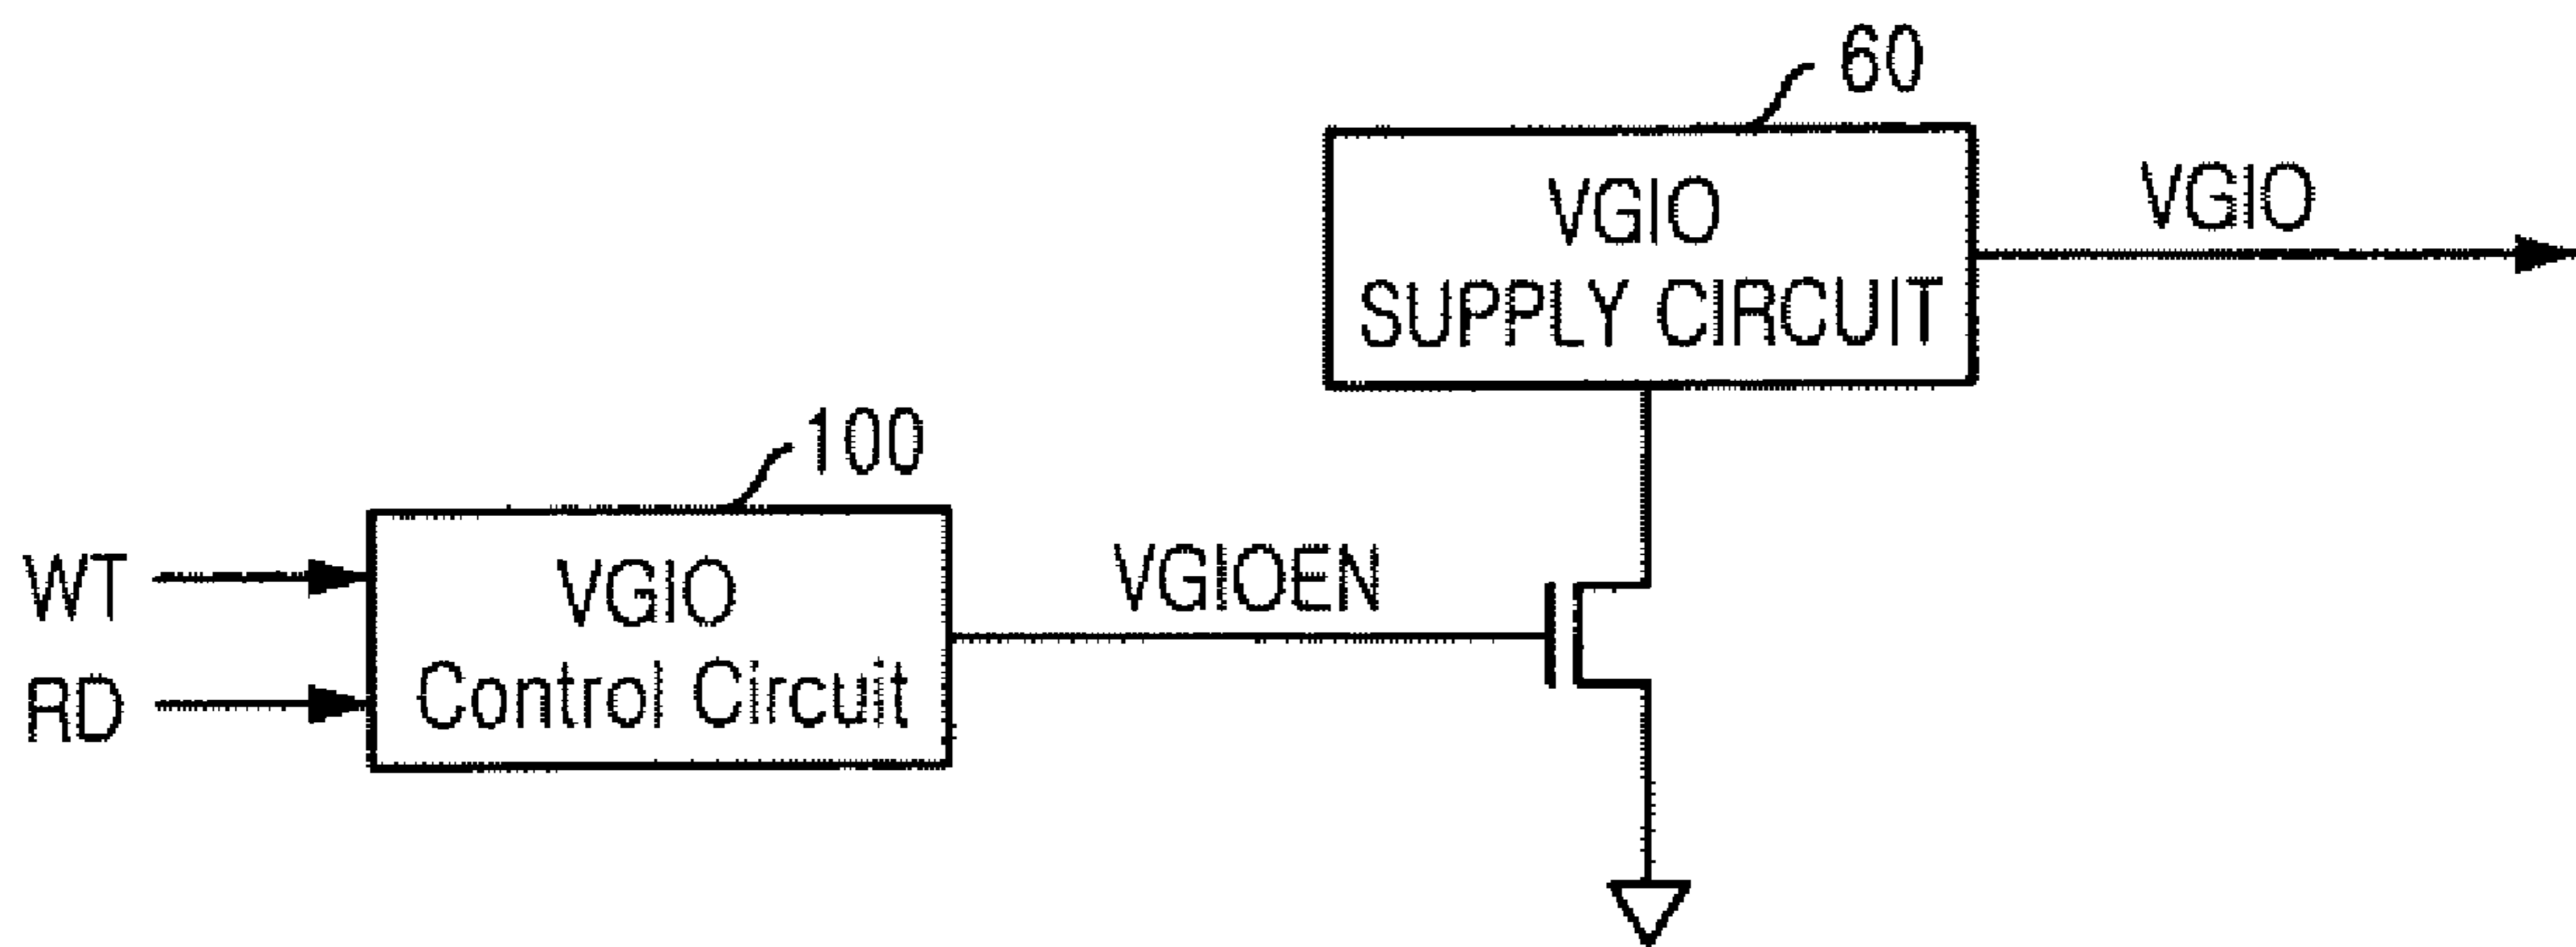 60
VGIO
SUPPLY CIRCUIT
VGIO
100
WT
RD
VGIO
Control Circuit
VGIOEN